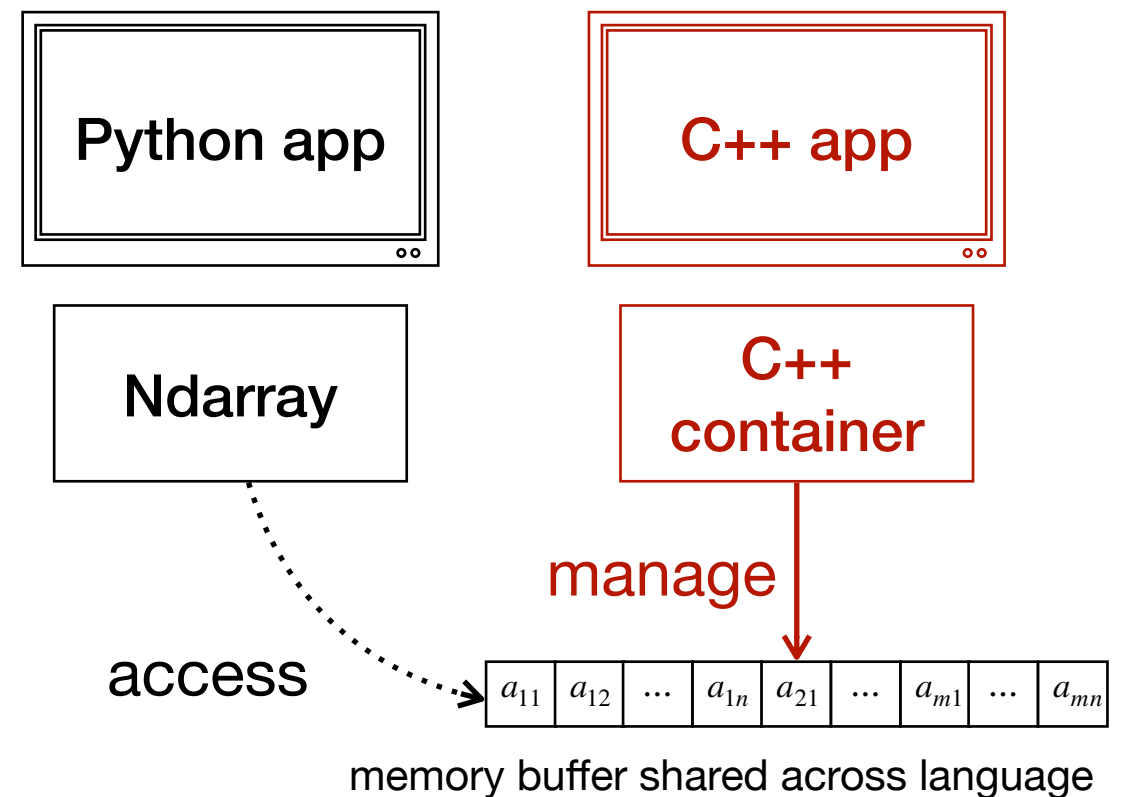 Python app
C++ app
Ndarray
C++
container
manage
access
a₁₁ a₁₂ ... a₁ₙ a₂₁ ... aₘ₁ ... aₘₙ
memory buffer shared across language